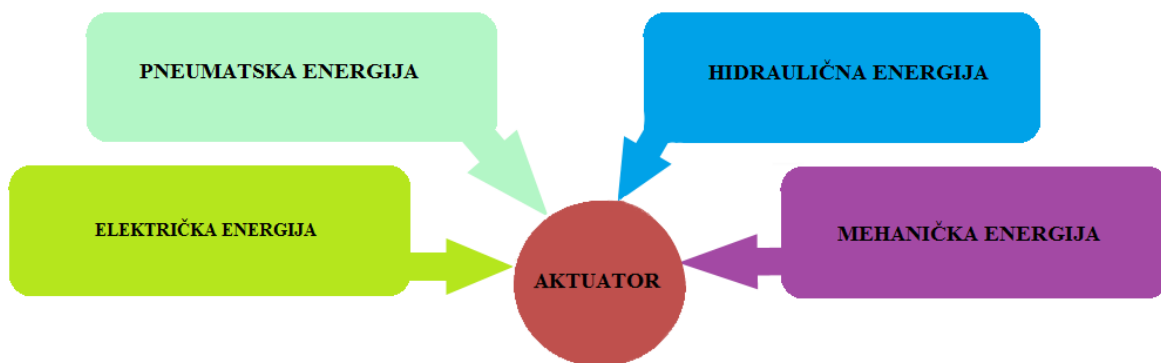 PNEUMATSKA ENERGIJA
HIDRAULIČNA ENERGIJA
ELEKTRIČKA ENERGIJA
MEHANIČKA ENERGIJA
AKTUATOR